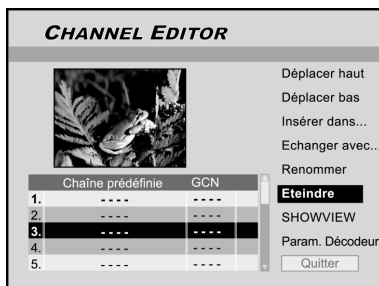 CHANNEL EDITOR
Déplacer haut
Déplacer bas
Insérer dans...
Echanger avec...
Renommer
Eteindre
SHOWVIEW
Param. Décodeur
Quitter
Chaîne prédéfinie GCN
1. - - - - - - - -
2. - - - - - - - -
3. - - - - - - - -
4. - - - - - - - -
5. - - - - - - - -